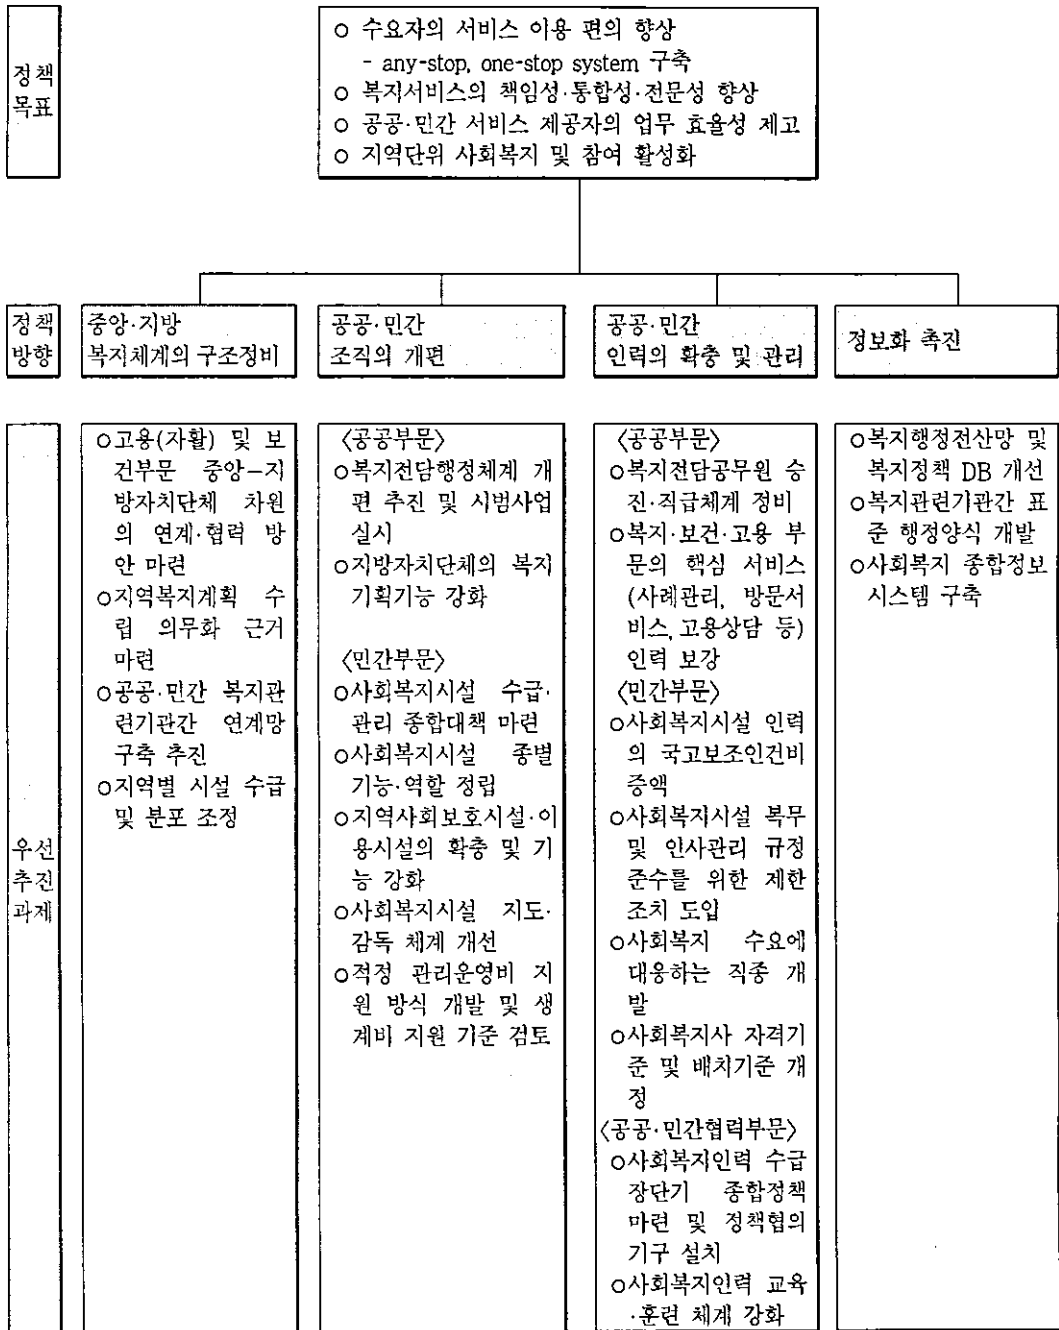 정책
목표
○ 수요자의 서비스 이용 편의 향상
- any-stop, one-stop system 구축
○ 복지서비스의 책임성·통합성·전문성 향상
○ 공공·민간 서비스 제공자의 업무 효율성 제고
○ 지역단위 사회복지 및 참여 활성화
정책
방향
중앙·지방
복지체계의 구조정비
공공·민간
조직의 개편
공공·민간
인력의 확충 및 관리
정보화 촉진
우선
추진
과제
○고용(자활) 및 보
건부문 중앙–지
방자치단체 차원
의 연계·협력 방
안 마련
○지역복지계획 수
립 의무화 근거
마련
○공공·민간 복지관
련기관간 연계망
구축 추진
○지역별 시설 수급
및 분포 조정
〈공공부문〉
○복지전담행정체계 개
편 추진 및 시범사업
실시
○지방자치단체의 복지
기획기능 강화
〈민간부문〉
○사회복지시설 수급·
관리 종합대책 마련
○사회복지시설 종별
기능·역할 정립
○지역사회보호시설·이
용시설의 확충 및 기
능 강화
○사회복지시설 지도·
감독 체계 개선
○적정 관리운영비 지
원 방식 개발 및 생
계비 지원 기준 검토
〈공공부문〉
○복지전담공무원 승
진·직급체계 정비
○복지·보건·고용 부
문의 핵심 서비스
(사례관리, 방문서
비스, 고용상담 등)
인력 보강
〈민간부문〉
○사회복지시설 인력
의 국고보조인건비
증액
○사회복지시설 복무
및 인사관리 규정
준수를 위한 제한
조치 도입
○사회복지 수요에
대응하는 직종 개
발
○사회복지사 자격기
준 및 배치기준 개
정
〈공공·민간협력부문〉
○사회복지인력 수급
장단기 종합정책
마련 및 정책협의
기구 설치
○사회복지인력 교육
·훈련 체계 강화
○복지행정전산망 및
복지정책 DB 개선
○복지관련기관간 표
준 행정양식 개발
○사회복지 종합정보
시스템 구축